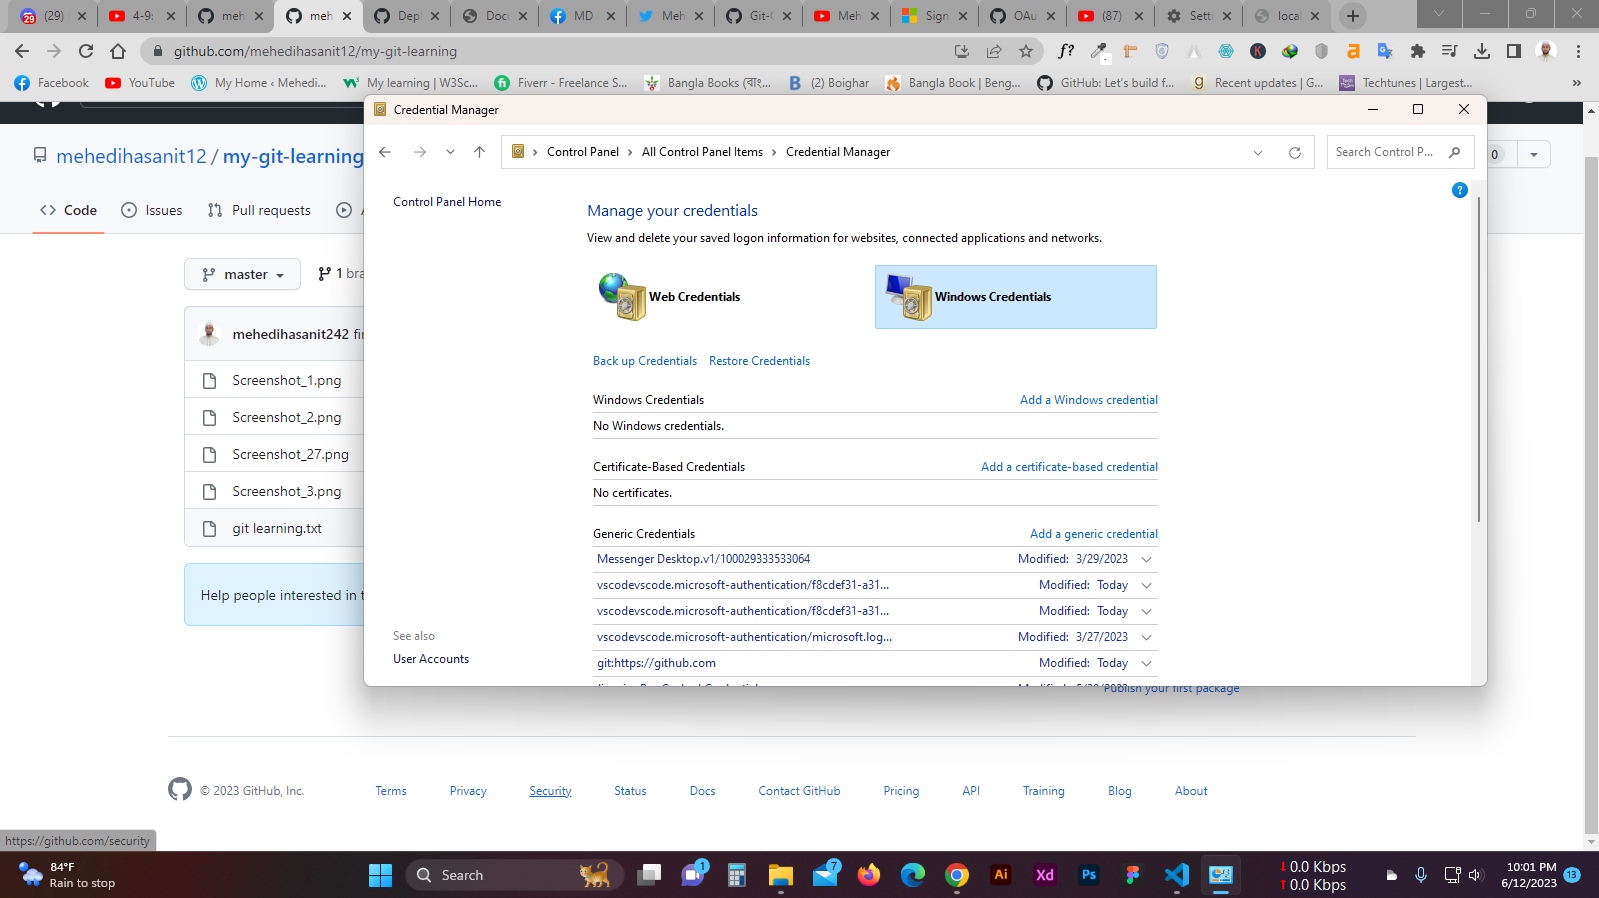 (29)
4-9:
meh
meh
Depl
Docu
MD
Meh
Git-C
Meh
Sign
OAu
(87)
Setti
local
github.com/mehedihasanit12/my-git-learning
Facebook
YouTube
My Home ‹ Mehedi...
My learning | W3Sc...
Fiverr - Freelance S...
Bangla Books (বাং...
(2) Boighar
Bangla Book | Beng...
GitHub: Let's build f...
Recent updates | G...
Techtunes | Largest...
»
Credential Manager
mehedihasanit12 / my-git-learning
Control Panel › All Control Panel Items › Credential Manager
Search Control P...
0
Code
Issues
Pull requests
Control Panel Home
Manage your credentials
View and delete your saved logon information for websites, connected applications and networks.
master
1 bra
Web Credentials
Windows Credentials
mehedihasanit242 fir
Back up Credentials
Restore Credentials
Screenshot_1.png
Windows Credentials
Add a Windows credential
Screenshot_2.png
No Windows credentials.
Screenshot_27.png
Certificate-Based Credentials
Add a certificate-based credential
Screenshot_3.png
No certificates.
git learning.txt
Generic Credentials
Add a generic credential
Messenger Desktop.v1/100029333533064
Modified: 3/29/2023
vscodevscode.microsoft-authentication/f8cdef31-a31...
Modified: Today
Help people interested in t
vscodevscode.microsoft-authentication/f8cdef31-a31...
Modified: Today
See also
vscodevscode.microsoft-authentication/microsoft.log...
Modified: 3/27/2023
User Accounts
git:https://github.com
Modified: Today
Publish your first package
© 2023 GitHub, Inc.
Terms
Privacy
Security
Status
Docs
Contact GitHub
Pricing
API
Training
Blog
About
https://github.com/security
84°F
Rain to stop
Search
1
7
Ai
Xd
Ps
0.0 Kbps
0.0 Kbps
10:01 PM
6/12/2023
13